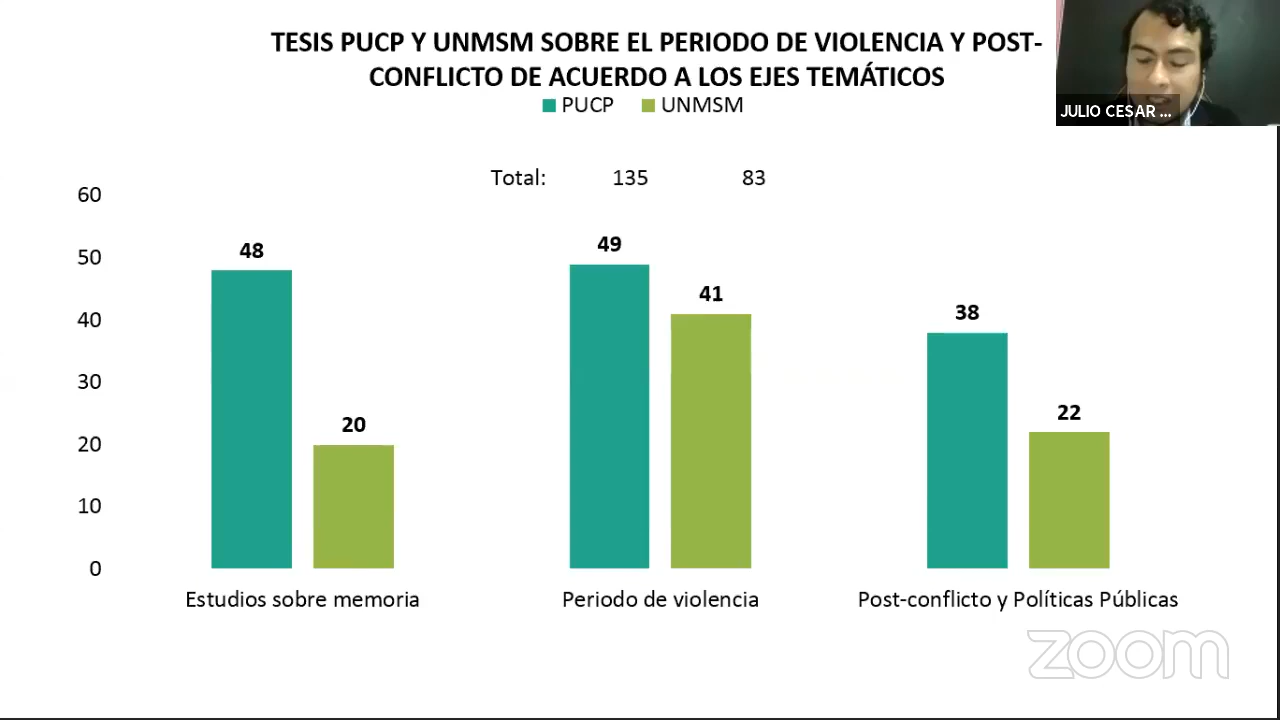 TESIS PUCP Y UNMSM SOBRE EL PERIODO DE VIOLENCIA Y POST-
CONFLICTO DE ACUERDO A LOS EJES TEMÁTICOS
PUCP UNMSM
JULIO CESAR ...
Total: 135 83
60
50
40
30
20
10
0
48
20
49
41
38
22
Estudios sobre memoria
Periodo de violencia
Post-conflicto y Políticas Públicas
zoom